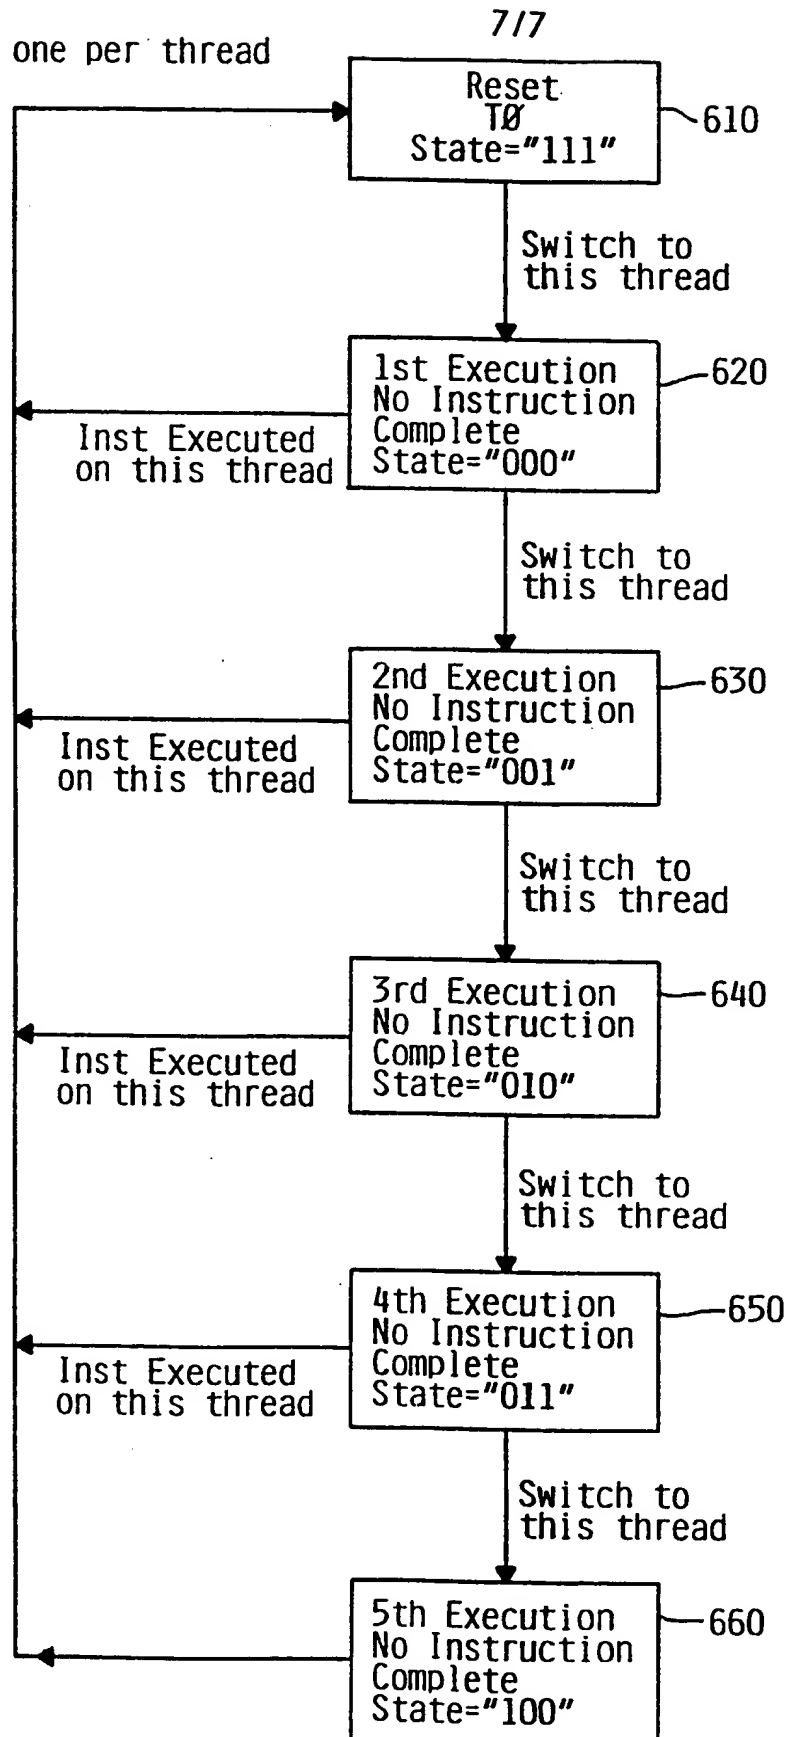 7/7
one per thread
Reset
TØ
State="111"
610
Switch to
this thread
1st Execution
No Instruction
Complete
State="000"
620
Inst Executed
on this thread
Switch to
this thread
2nd Execution
No Instruction
Complete
State="001"
630
Inst Executed
on this thread
Switch to
this thread
3rd Execution
No Instruction
Complete
State="010"
640
Inst Executed
on this thread
Switch to
this thread
4th Execution
No Instruction
Complete
State="011"
650
Inst Executed
on this thread
Switch to
this thread
5th Execution
No Instruction
Complete
State="100"
660